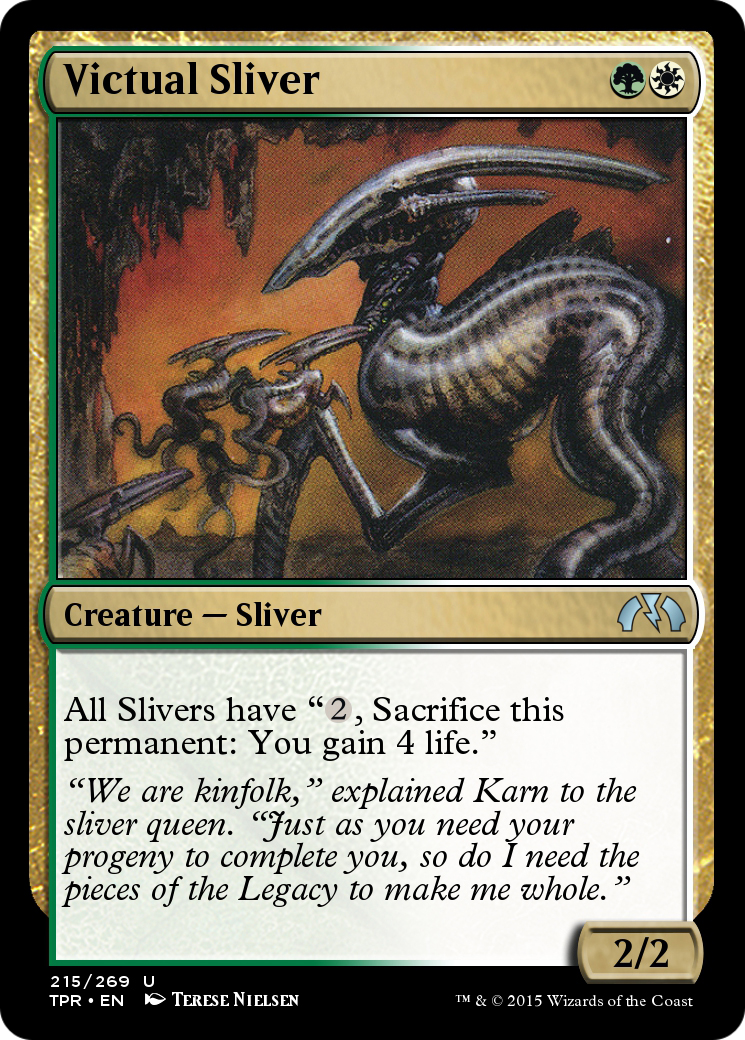 Victual Sliver
Creature — Sliver
All Slivers have “2, Sacrifice this
permanent: You gain 4 life.”
“We are kinfolk,” explained Karn to the
sliver queen. “Just as you need your
progeny to complete you, so do I need the
pieces of the Legacy to make me whole.”
2/2
215/269 U
TPR • EN Terese Nielsen
™ & © 2015 Wizards of the Coast